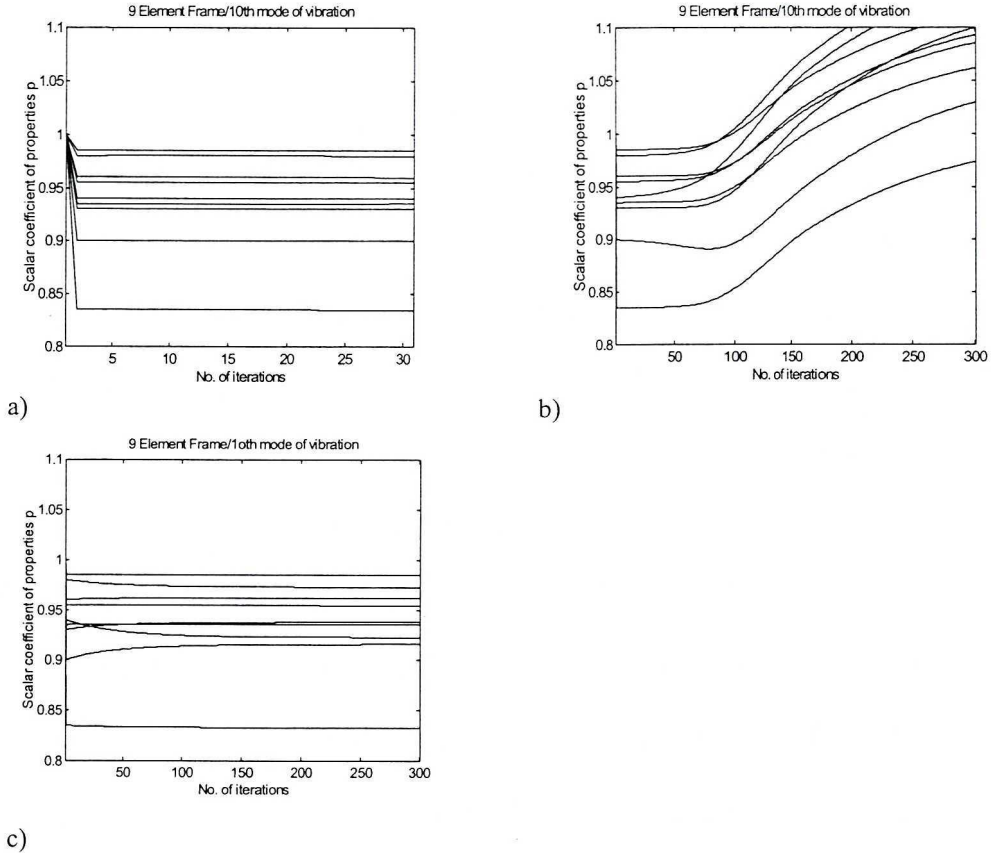 9 Element Frame/10th mode of vibration
Scalar coefficient of properties p
1.1
1.05
1
0.95
0.9
0.85
0.8
5 10 15 20 25 30
No. of iterations
a)
9 Element Frame/10th mode of vibration
Scalar coefficient of properties p
1.1
1.05
1
0.95
0.9
0.85
0.8
50 100 150 200 250 300
No. of iterations
b)
9 Element Frame/1oth mode of vibration
Scalar coefficient of properties p
1.1
1.05
1
0.95
0.9
0.85
0.8
50 100 150 200 250 300
No. of iterations
c)